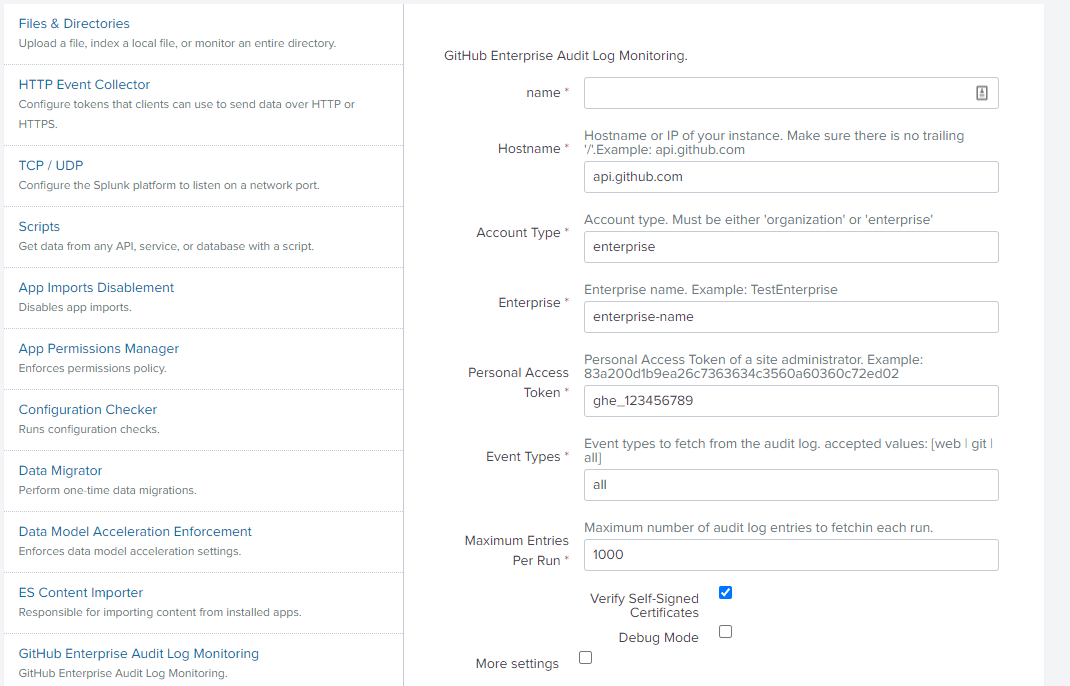 Files & Directories
Upload a file, index a local file, or monitor an entire directory.
HTTP Event Collector
Configure tokens that clients can use to send data over HTTP or
HTTPS.
TCP / UDP
Configure the Splunk platform to listen on a network port.
Scripts
Get data from any API, service, or database with a script.
App Imports Disablement
Disables app imports.
App Permissions Manager
Enforces permissions policy.
Configuration Checker
Runs configuration checks.
Data Migrator
Perform one-time data migrations.
Data Model Acceleration Enforcement
Enforces data model acceleration settings.
ES Content Importer
Responsible for importing content from installed apps.
GitHub Enterprise Audit Log Monitoring
GitHub Enterprise Audit Log Monitoring.
GitHub Enterprise Audit Log Monitoring.
name *
Hostname *
Hostname or IP of your instance. Make sure there is no trailing
'/'.Example: api.github.com
api.github.com
Account Type *
Account type. Must be either 'organization' or 'enterprise'
enterprise
Enterprise *
Enterprise name. Example: TestEnterprise
enterprise-name
Personal Access
Token *
Personal Access Token of a site administrator. Example:
83a200d1b9ea26c7363634c3560a60360c72ed02
ghe_123456789
Event Types *
Event types to fetch from the audit log. accepted values: [web | git |
all]
all
Maximum Entries
Per Run *
Maximum number of audit log entries to fetchin each run.
1000
Verify Self-Signed
Certificates
Debug Mode
More settings